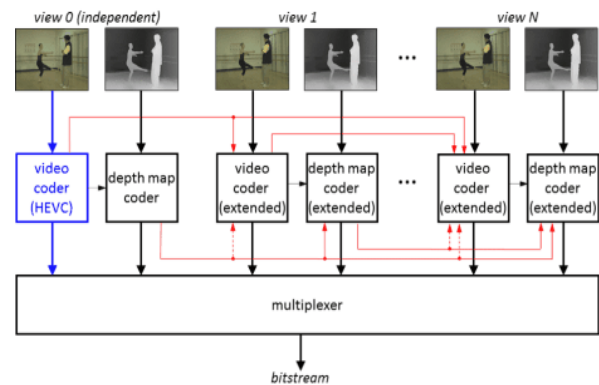 view 0 (independent)
view 1
view N
...
video
coder
(HEVC)
depth map
coder
video
coder
(extended)
depth map
coder
(extended)
...
video
coder
(extended)
depth map
coder
(extended)
multiplexer
bitstream